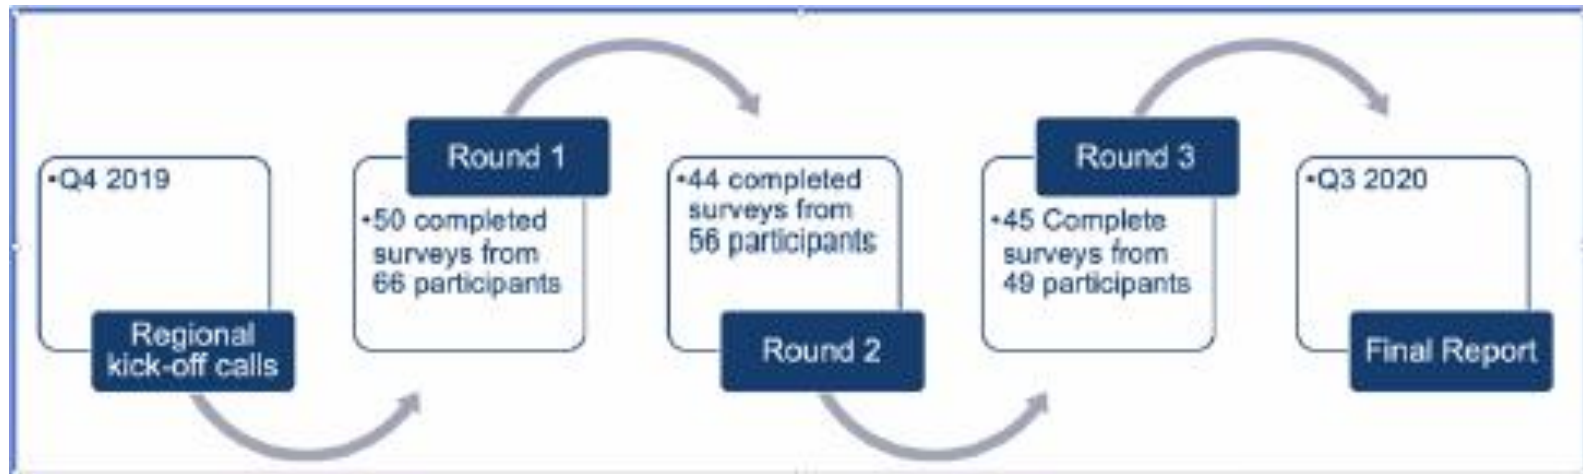 •Q4 2019
Regional
kick-off calls
Round 1
•50 completed
surveys from
66 participants
•44 completed
surveys from
56 participants
Round 2
Round 3
•45 Complete
surveys from
49 participants
•Q3 2020
Final Report